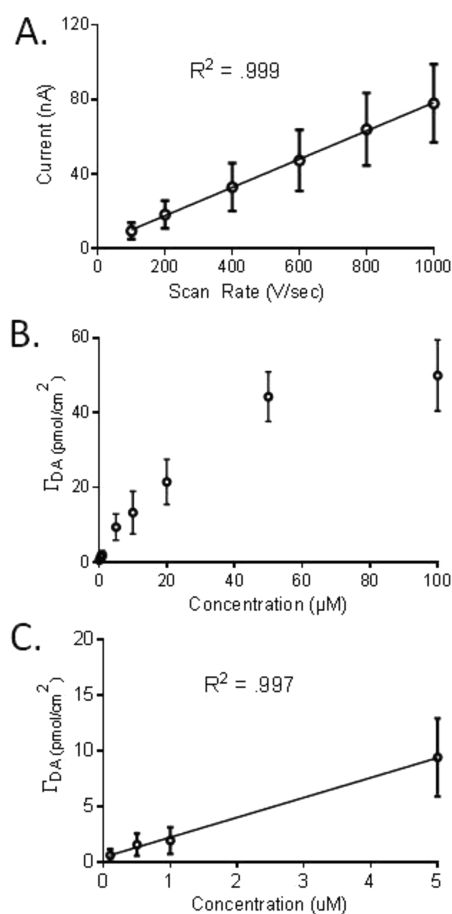 A.
120
80
40
0
Current (nA)
R² = .999
0 200 400 600 800 1000
Scan Rate (V/sec)
B.
60
40
20
0
ΓDA (pmol/cm²)
0 20 40 60 80 100
Concentration (µM)
C.
20
15
10
5
0
ΓDA (pmol/cm²)
R² = .997
0 1 2 3 4 5
Concentration (uM)